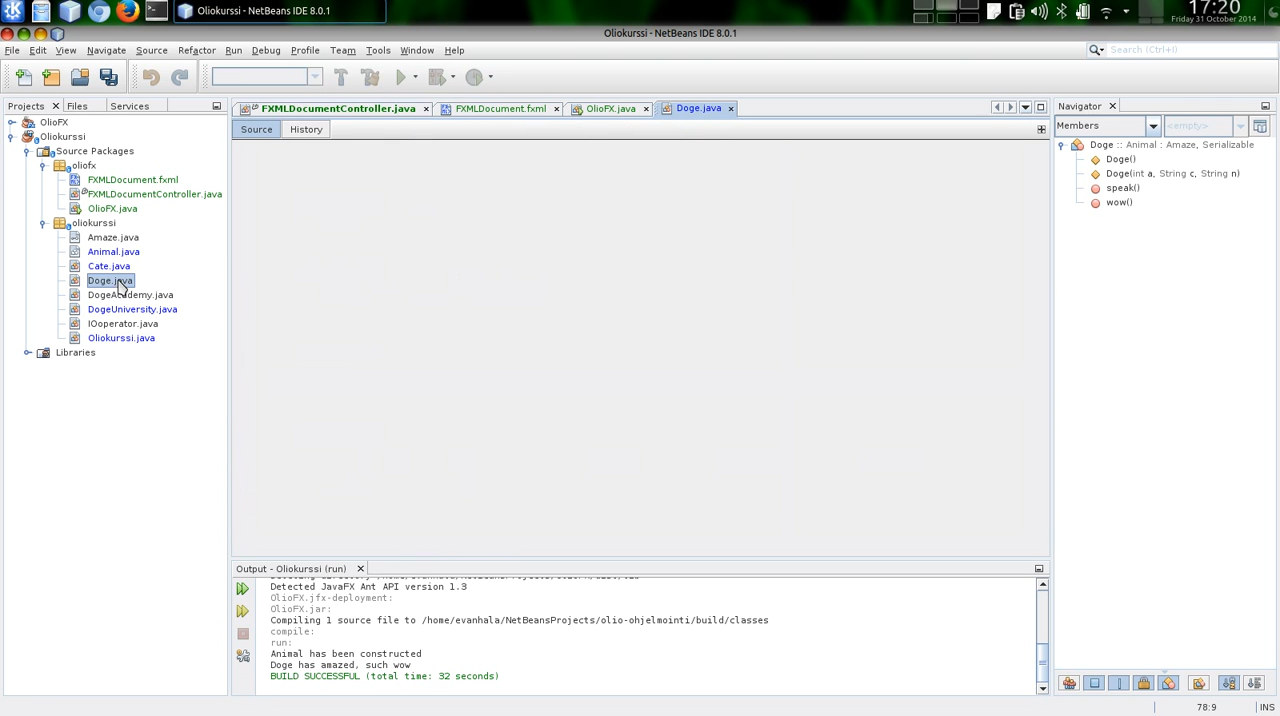 Oliokurssi - NetBeans IDE 8.0.1
17:20
Friday 31 October 2014
Oliokurssi - NetBeans IDE 8.0.1
File Edit View Navigate Source Refactor Run Debug Profile Team Tools Window Help
Search (Ctrl+I)
Projects Files Services
FXMLDocumentController.java FXMLDocument.fxml OlioFX.java Doge.java
Navigator
Source History
Members <empty>
OlioFX
Oliokurssi
Source Packages
oliofx
FXMLDocument.fxml
FXMLDocumentController.java
OlioFX.java
oliokurssi
Amaze.java
Animal.java
Cate.java
Doge.java
DogeAcademy.java
DogeUniversity.java
IOoperator.java
Oliokurssi.java
Libraries
Doge :: Animal : Amaze, Serializable
Doge()
Doge(int a, String c, String n)
speak()
wow()
Output - Oliokurssi (run)
Detected JavaFX Ant API version 1.3
OlioFX.jfx-deployment:
OlioFX.jar:
Compiling 1 source file to /home/evanhala/NetBeansProjects/olio-ohjelmointi/build/classes
compile:
run:
Animal has been constructed
Doge has amazed, such wow
BUILD SUCCESSFUL (total time: 32 seconds)
78:9 INS